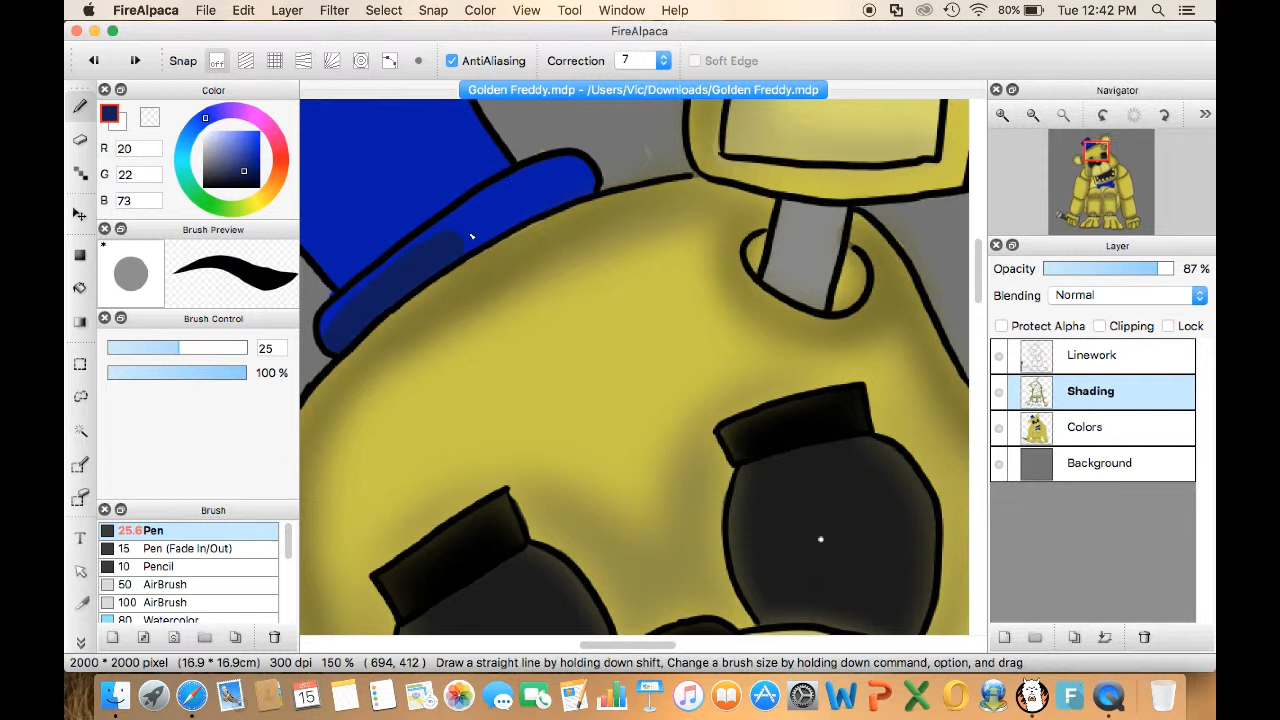 FireAlpaca File Edit Layer Filter Select Snap Color View Tool Window Help 80% Tue 12:42 PM
FireAlpaca
Snap off AntiAliasing Correction 7 Soft Edge
Color
Golden Freddy.mdp - /Users/Vic/Downloads/Golden Freddy.mdp
Navigator
R 20
G 22
B 73
Brush Preview
*
Brush Control
25
100 %
Layer
Opacity 87 %
Blending Normal
Protect Alpha Clipping Lock
Linework
Shading
Colors
Background
Brush
25.6 Pen
15 Pen (Fade In/Out)
10 Pencil
50 AirBrush
100 AirBrush
80 Watercolor
T
2000 * 2000 pixel (16.9 * 16.9cm) 300 dpi 150 % (694, 412) Draw a straight line by holding down shift, Change a brush size by holding down command, option, and drag